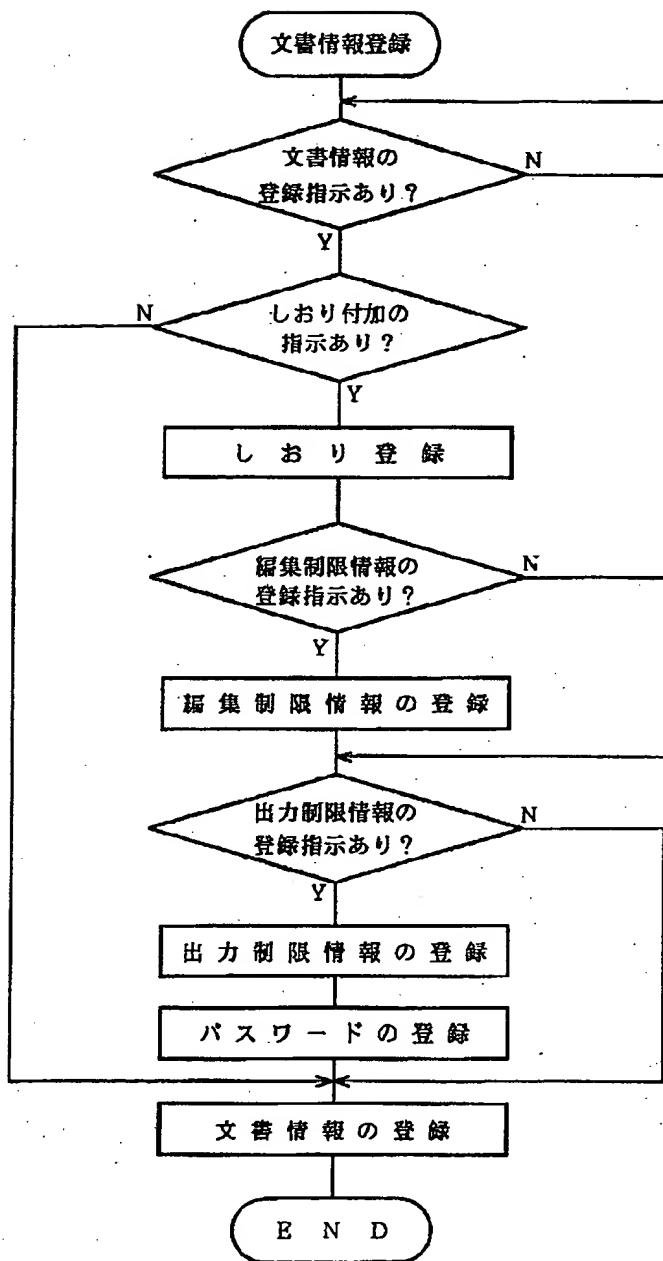 文書情報登録
文書情報の
登録指示あり？
N
Y
N
しおり付加の
指示あり？
Y
しおり登録
編集制限情報の
登録指示あり？
N
Y
編集制限情報の登録
出力制限情報の
登録指示あり？
N
Y
出力制限情報の登録
パスワードの登録
文書情報の登録
END